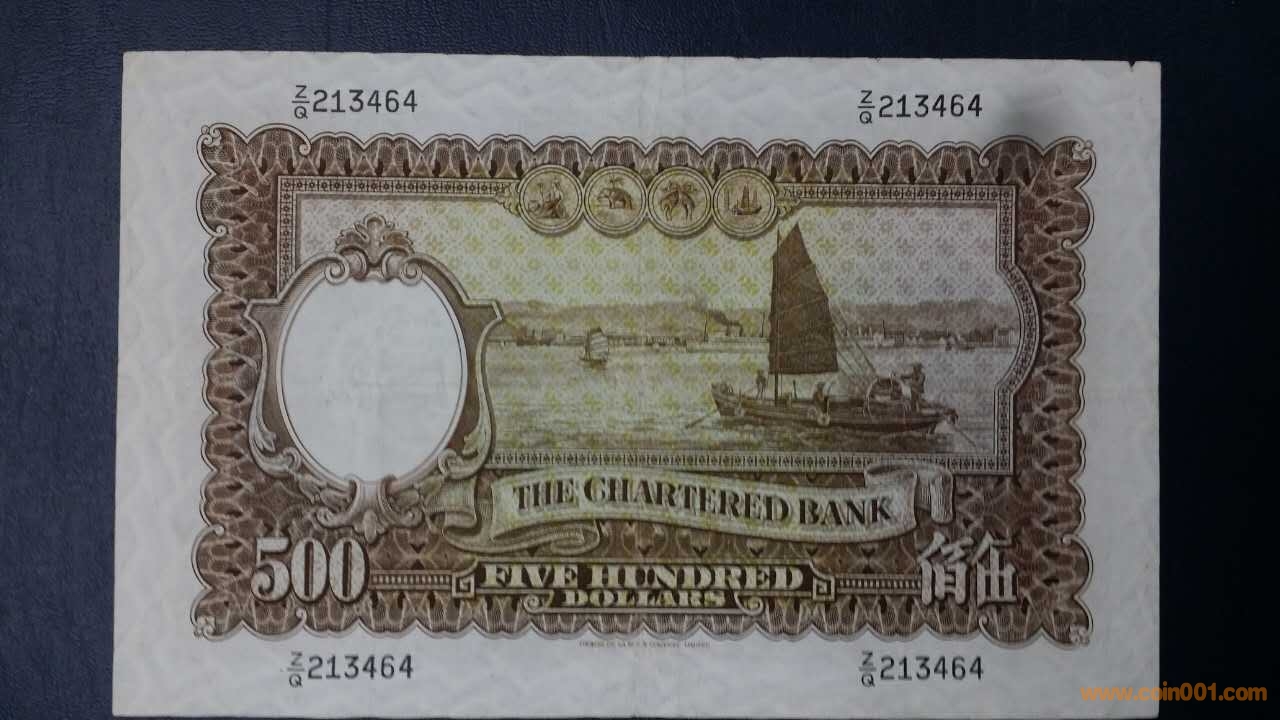 Z/Q 213464 Z/Q 213464
THE CHARTERED BANK
500 FIVE HUNDRED 佰伍
DOLLARS
Z/Q 213464 Z/Q 213464
www.coin001.com